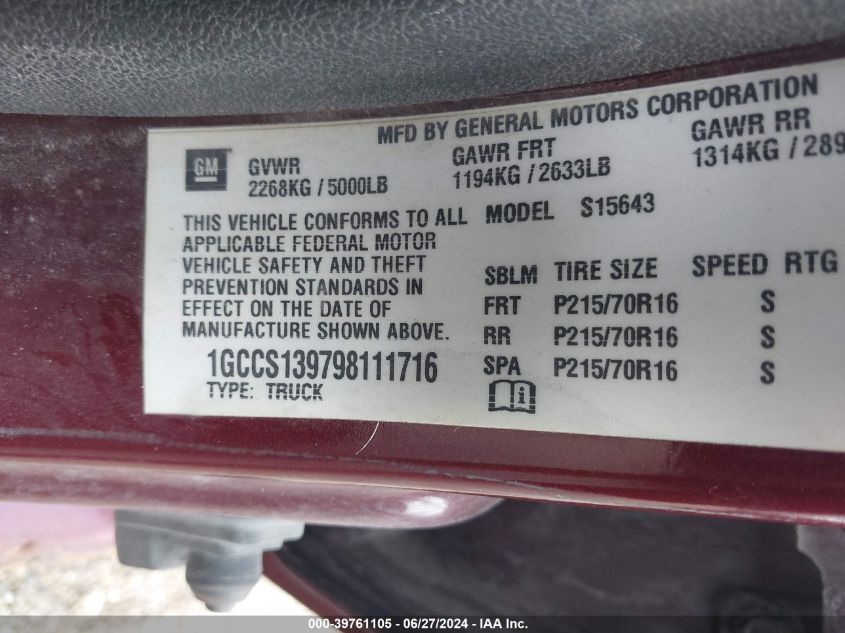 MFD BY GENERAL MOTORS CORPORATION
GM
GVWR
2268KG / 5000LB
GAWR FRT
1194KG / 2633LB
GAWR RR
1314KG / 289
THIS VEHICLE CONFORMS TO ALL
APPLICABLE FEDERAL MOTOR
VEHICLE SAFETY AND THEFT
PREVENTION STANDARDS IN
EFFECT ON THE DATE OF
MANUFACTURE SHOWN ABOVE.
1GCCS139798111716
TYPE: TRUCK
MODEL S15643
SBLM TIRE SIZE SPEED RTG
FRT P215/70R16 S
RR P215/70R16 S
SPA P215/70R16 S
000-39761105 - 06/27/2024 - IAA Inc.